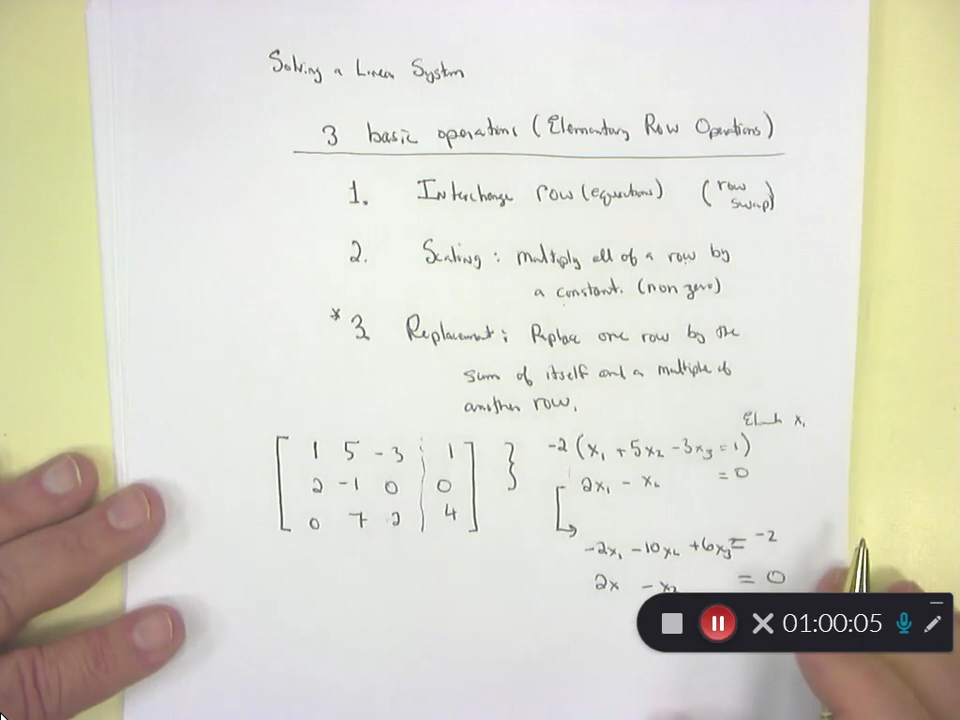 Solving a Linear System
3 basic operations (Elementary Row Operations)
1. Interchange row (equations) (row swap)
2. Scaling : multiply all of a row by
a constant. (non zero)
* 3. Replacement : Replace one row by the
sum of itself and a multiple of
another row.
x₁
1 5 -3 1
2 -1 0 0
0 7 2 4
-2 (x₁ + 5x₂ - 3x₃ = 1)
2x₁ - x₂ = 0
-2x₁ - 10x₂ + 6x₃ = -2
2x - x₂ = 0
01:00:05